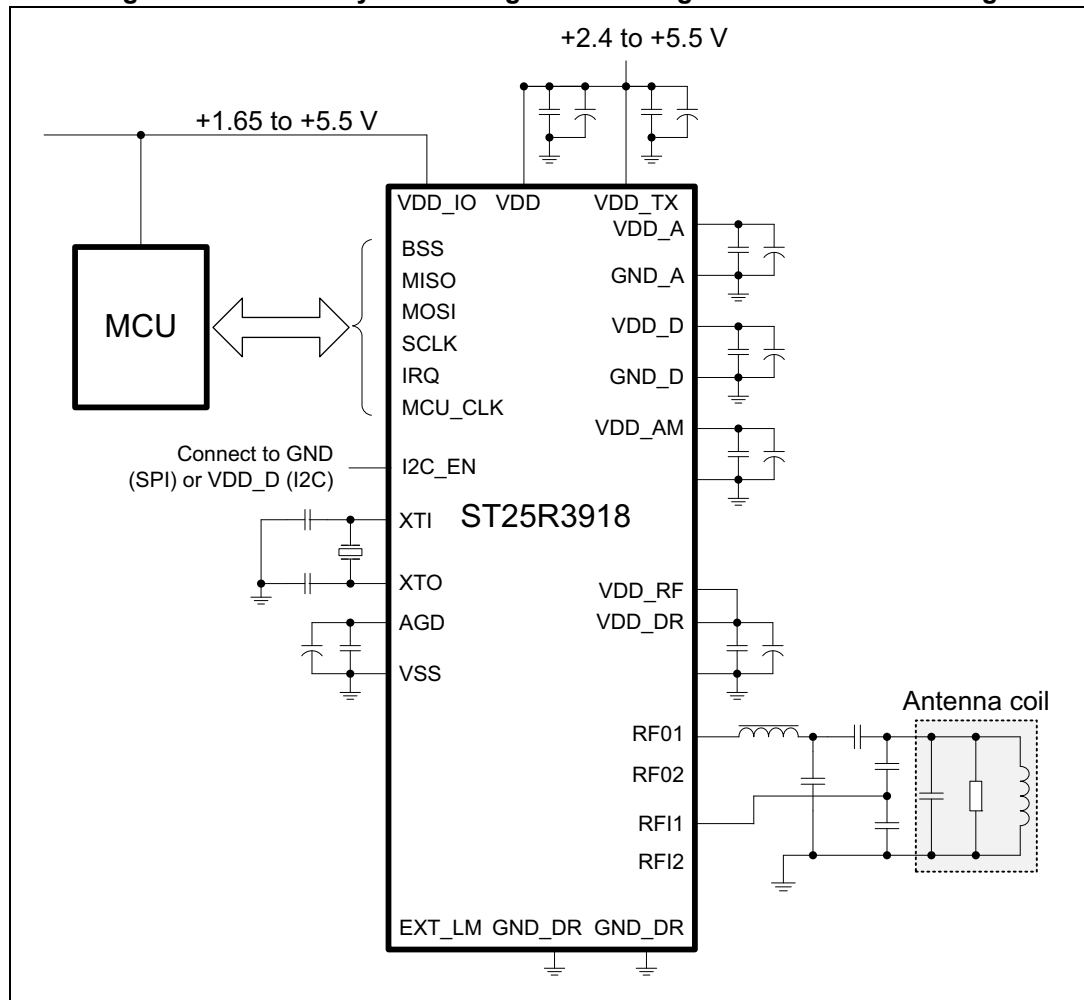 +2.4 to +5.5 V
+1.65 to +5.5 V
VDD_IO VDD VDD_TX
VDD_A
BSS
GND_A
MISO
MOSI
VDD_D
MCU
SCLK
IRQ
GND_D
MCU_CLK
VDD_AM
Connect to GND
(SPI) or VDD_D (I2C)
I2C_EN
XTI
ST25R3918
XTO
VDD_RF
AGD
VDD_DR
VSS
Antenna coil
RF01
RF02
RFI1
RFI2
EXT_LM GND_DR GND_DR